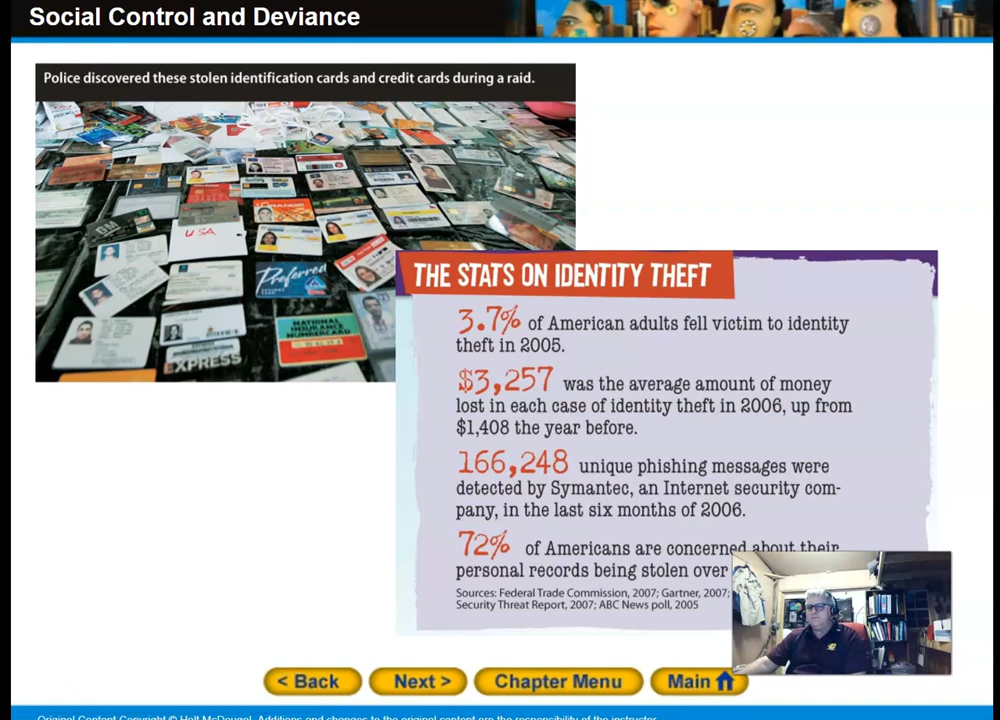 Social Control and Deviance
Police discovered these stolen identification cards and credit cards during a raid.
USA
Preferred
NATIONAL
INSURANCE
NUMBERCARD
EXPRESS
THE STATS ON IDENTITY THEFT
3.7% of American adults fell victim to identity
theft in 2005.
$3,257 was the average amount of money
lost in each case of identity theft in 2006, up from
$1,408 the year before.
166,248 unique phishing messages were
detected by Symantec, an Internet security com-
pany, in the last six months of 2006.
72% of Americans are concerned about their
personal records being stolen over
Sources: Federal Trade Commission, 2007; Gartner, 2007;
Security Threat Report, 2007; ABC News poll, 2005
< Back
Next >
Chapter Menu
Main
Original Content Copyright © Holt McDougal. Additions and changes to the original content are the responsibility of the instructor.